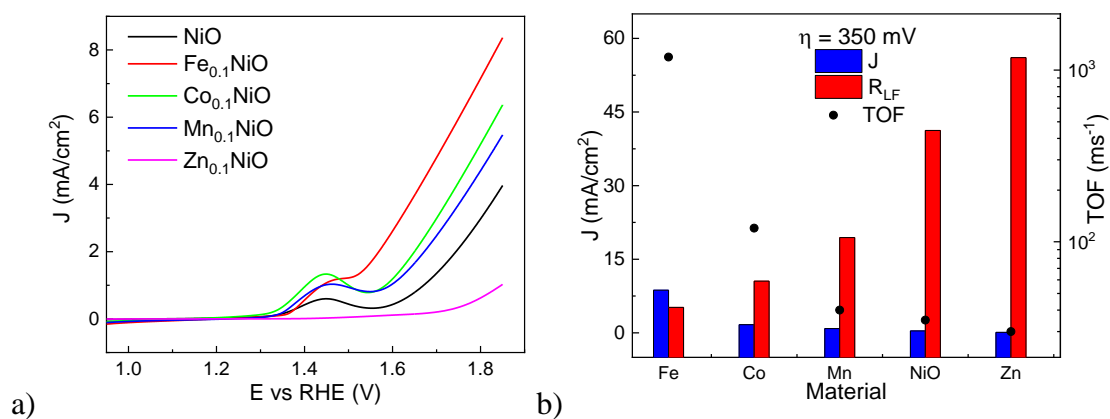 NiO
Fe0.1NiO
Co0.1NiO
Mn0.1NiO
Zn0.1NiO
J (mA/cm2)
8
6
4
2
0
1.0 1.2 1.4 1.6 1.8
E vs RHE (V)
a)
η = 350 mV
J
RLF
TOF
J (mA/cm2)
60
45
30
15
0
TOF (ms-1)
103
102
Fe Co Mn NiO Zn
Material
b)